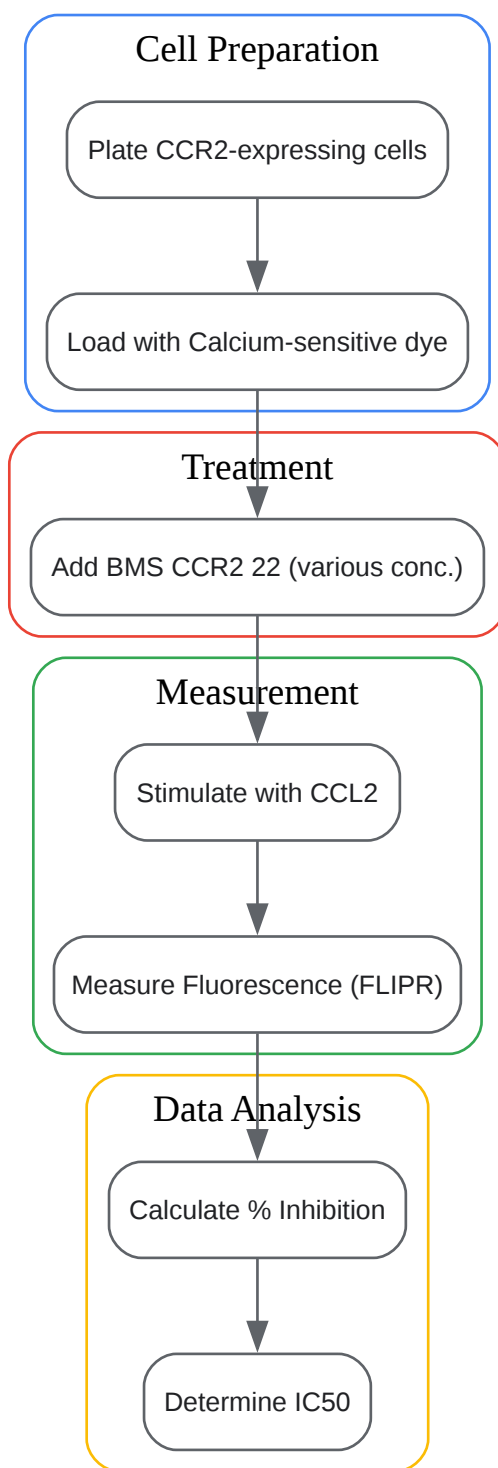 Cell Preparation
Plate CCR2-expressing cells
Load with Calcium-sensitive dye
Treatment
Add BMS CCR2 22 (various conc.)
Measurement
Stimulate with CCL2
Measure Fluorescence (FLIPR)
Data Analysis
Calculate % Inhibition
Determine IC50